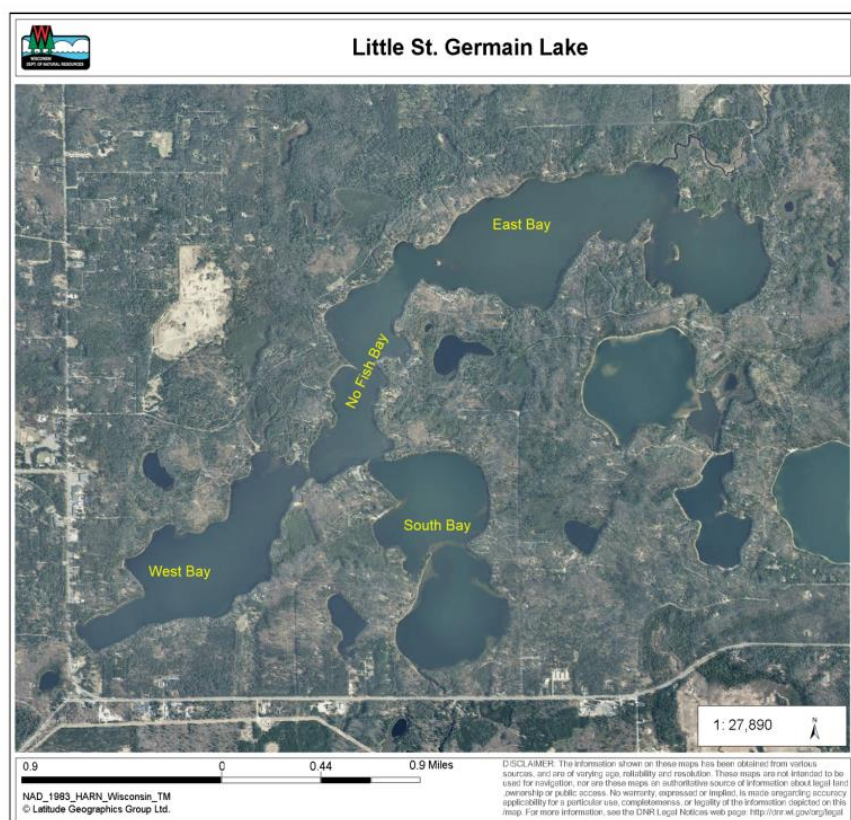 WISCONSIN
DEPT. OF NATURAL RESOURCES
Little St. Germain Lake
East Bay
No Fish Bay
South Bay
West Bay
1: 27,890
N
0.9
0
0.44
0.9 Miles
NAD_1983_HARN_Wisconsin_TM
© Latitude Geographics Group Ltd.
DISCLAIMER: The information shown on these maps has been obtained from various
sources, and are of varying age, reliability and resolution. These maps are not intended to be
used for navigation, nor are these maps an authoritative source of information about legal land
ownership or public access. No warranty, expressed or implied, is made regarding accuracy
applicability for a particular use, completeness, or legality of the information depicted on this
map. For more information, see the DNR Legal Notices web page: http://dnr.wi.gov/org/legal